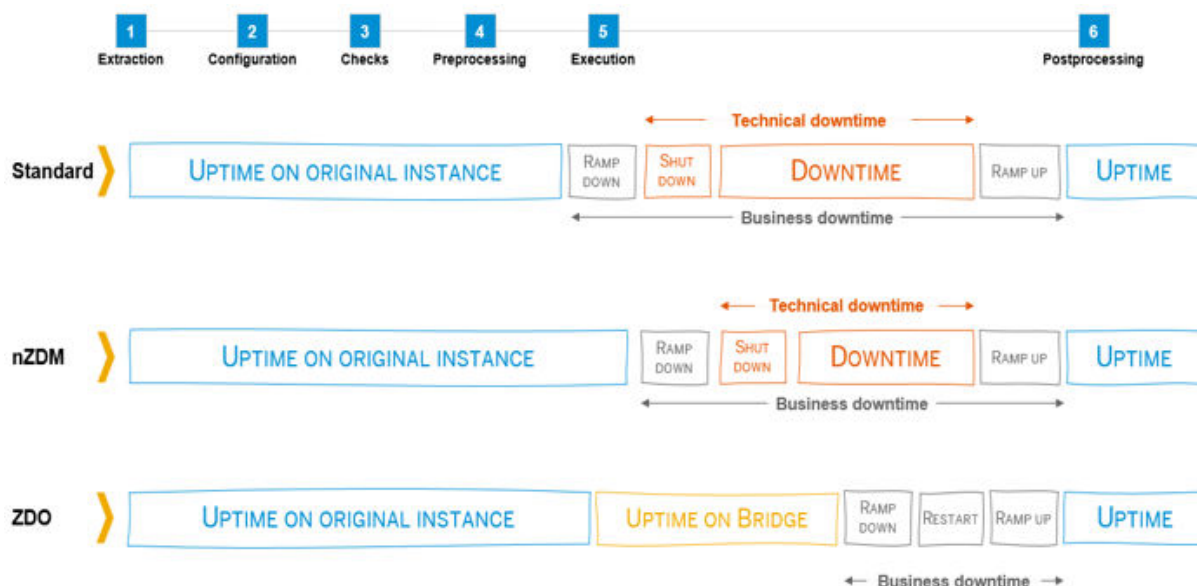 1 2 3 4 5 6
Extraction Configuration Checks Preprocessing Execution Postprocessing
Technical downtime
Standard UPTIME ON ORIGINAL INSTANCE RAMP DOWN SHUT DOWN DOWNTIME RAMP UP UPTIME
Business downtime
Technical downtime
nZDM UPTIME ON ORIGINAL INSTANCE RAMP DOWN SHUT DOWN DOWNTIME RAMP UP UPTIME
Business downtime
ZDO UPTIME ON ORIGINAL INSTANCE UPTIME ON BRIDGE RAMP DOWN RESTART RAMP UP UPTIME
Business downtime